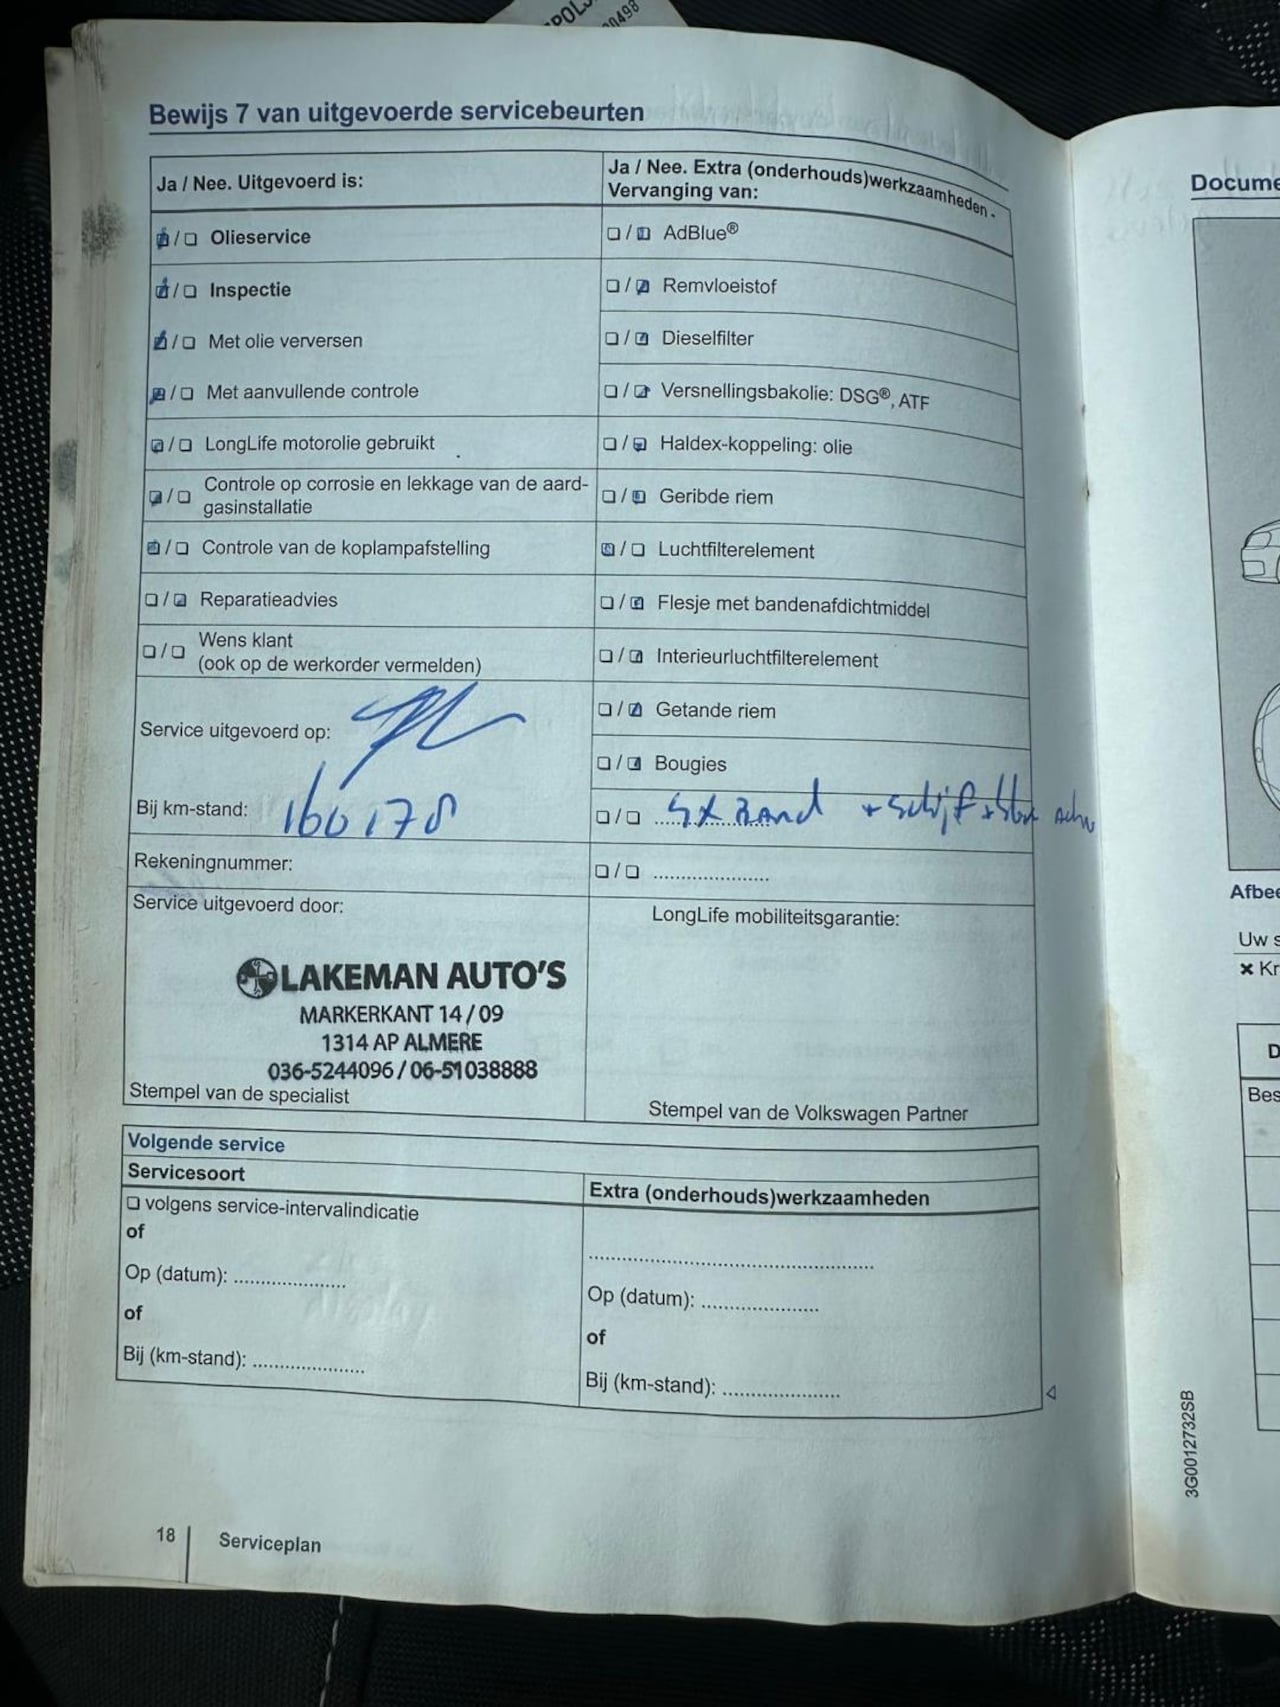 Bewijs 7 van uitgevoerde servicebeurten
Ja / Nee. Uitgevoerd is:
☑ / ☐ Olieservice
☑ / ☐ Inspectie
☑ / ☐ Met olie verversen
☑ / ☐ Met aanvullende controle
☑ / ☐ LongLife motorolie gebruikt
☑ / ☐ Controle op corrosie en lekkage van de aard-
gasinstallatie
☑ / ☐ Controle van de koplampafstelling
☐ / ☑ Reparatieadvies
☐ / ☐ Wens klant
(ook op de werkorder vermelden)
Service uitgevoerd op:
Bij km-stand: 160178
Rekeningnummer:
Service uitgevoerd door:
LAKEMAN AUTO'S
MARKERKANT 14 / 09
1314 AP ALMERE
036-5244096 / 06-51038888
Stempel van de specialist
Ja / Nee. Extra (onderhouds)werkzaamheden -
Vervanging van:
☐ / ☑ AdBlue®
☐ / ☑ Remvloeistof
☐ / ☑ Dieselfilter
☐ / ☑ Versnellingsbakolie: DSG®, ATF
☐ / ☑ Haldex-koppeling: olie
☐ / ☑ Geribde riem
☑ / ☐ Luchtfilterelement
☐ / ☑ Flesje met bandenafdichtmiddel
☐ / ☑ Interieurluchtfilterelement
☐ / ☑ Getande riem
☐ / ☑ Bougies
☐ / ☐ Band + schijf +
☐ / ☐ ....................
LongLife mobiliteitsgarantie:
Stempel van de Volkswagen Partner
Volgende service
Servicesoort
☐ volgens service-intervalindicatie
of
Op (datum): ....................
of
Bij (km-stand): ....................
Extra (onderhouds)werkzaamheden
..................................................
Op (datum): ....................
of
Bij (km-stand): ....................
18
Serviceplan
Docume
Afbee
Uw s
× Kr
D
Bes
3G0012732SB